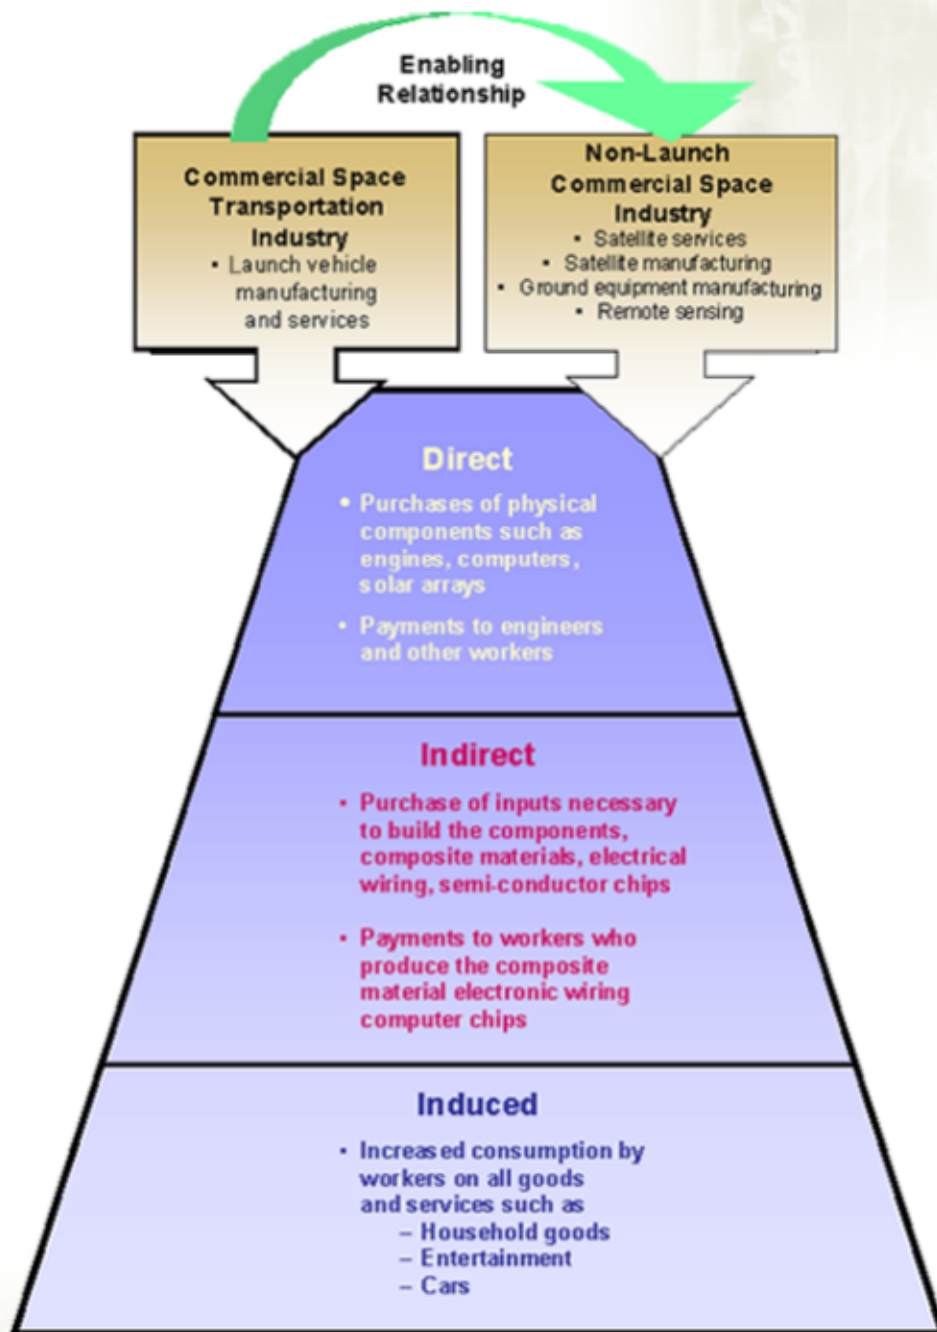 Enabling
Relationship
Commercial Space
Transportation
Industry
▪ Launch vehicle
manufacturing
and services
Non-Launch
Commercial Space
Industry
▪ Satellite services
▪ Satellite manufacturing
▪ Ground equipment manufacturing
▪ Remote sensing
Direct
• Purchases of physical
components such as
engines, computers,
solar arrays
• Payments to engineers
and other workers
Indirect
• Purchase of inputs necessary
to build the components,
composite materials, electrical
wiring, semi-conductor chips
• Payments to workers who
produce the composite
material electronic wiring
computer chips
Induced
• Increased consumption by
workers on all goods
and services such as
– Household goods
– Entertainment
– Cars